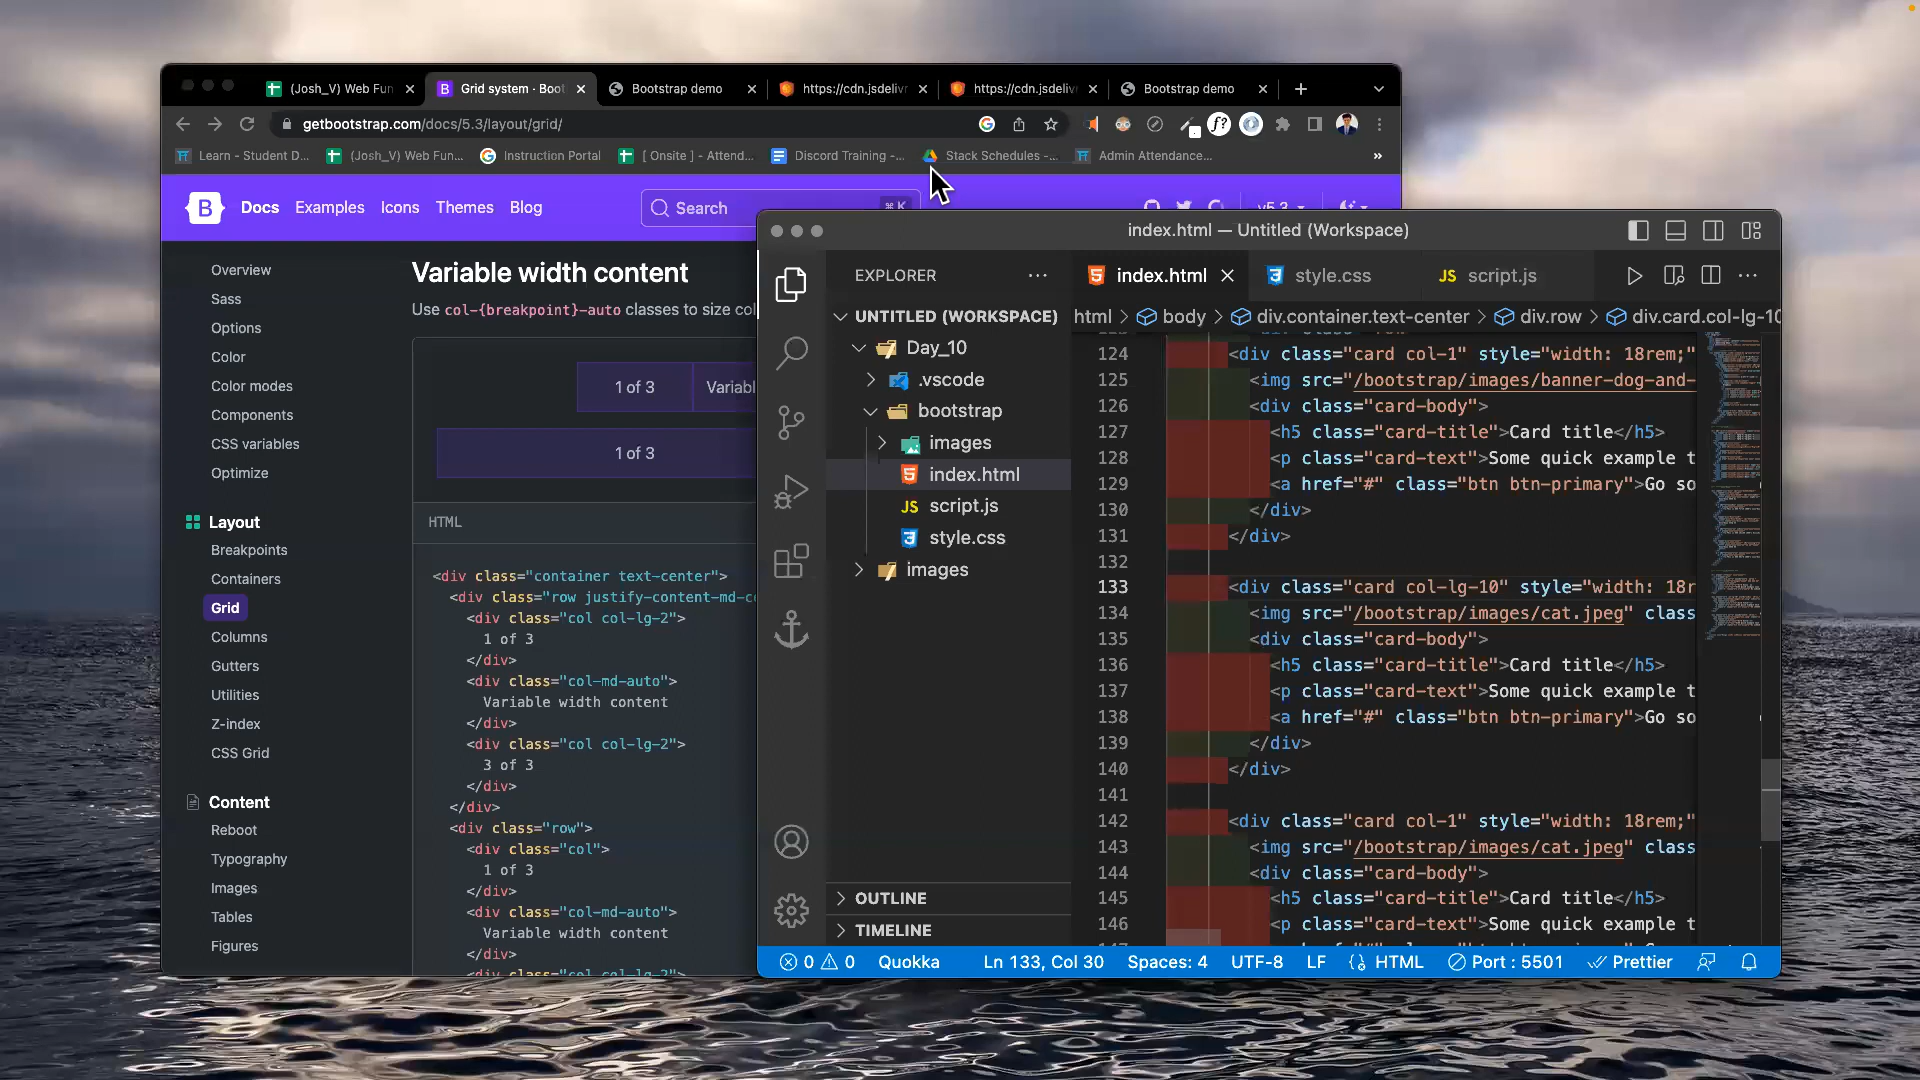 (Josh_V) Web Fun
Grid system · Boot
Bootstrap demo
https://cdn.jsdelivr
https://cdn.jsdelivr
Bootstrap demo
getbootstrap.com/docs/5.3/layout/grid/
Learn - Student D...
(Josh_V) Web Fun...
Instruction Portal
[ Onsite ] - Attend...
Discord Training -...
Stack Schedules -...
Admin Attendance...
»
B Docs Examples Icons Themes Blog
Search
⌘ K
v5.3
Overview
Sass
Options
Color
Color modes
Components
CSS variables
Optimize
Layout
Breakpoints
Containers
Grid
Columns
Gutters
Utilities
Z-index
CSS Grid
Content
Reboot
Typography
Images
Tables
Figures
Variable width content
Use col-{breakpoint}-auto classes to size col
1 of 3
Variabl
1 of 3
HTML
<div class="container text-center">
<div class="row justify-content-md-c
<div class="col col-lg-2">
1 of 3
</div>
<div class="col-md-auto">
Variable width content
</div>
<div class="col col-lg-2">
3 of 3
</div>
</div>
<div class="row">
<div class="col">
1 of 3
</div>
<div class="col-md-auto">
Variable width content
</div>
<div class="col col-lg-2">
index.html — Untitled (Workspace)
EXPLORER
UNTITLED (WORKSPACE)
Day_10
.vscode
bootstrap
images
index.html
JS script.js
style.css
images
OUTLINE
TIMELINE
index.html
style.css
JS script.js
html > body > div.container.text-center > div.row > div.card.col-lg-10
124 <div class="card col-1" style="width: 18rem;"
125 <img src="/bootstrap/images/banner-dog-and-
126 <div class="card-body">
127 <h5 class="card-title">Card title</h5>
128 <p class="card-text">Some quick example t
129 <a href="#" class="btn btn-primary">Go so
130 </div>
131 </div>
132
133 <div class="card col-lg-10" style="width: 18r
134 <img src="/bootstrap/images/cat.jpeg" class
135 <div class="card-body">
136 <h5 class="card-title">Card title</h5>
137 <p class="card-text">Some quick example t
138 <a href="#" class="btn btn-primary">Go so
139 </div>
140 </div>
141
142 <div class="card col-1" style="width: 18rem;"
143 <img src="/bootstrap/images/cat.jpeg" class
144 <div class="card-body">
145 <h5 class="card-title">Card title</h5>
146 <p class="card-text">Some quick example t
0 0 Quokka Ln 133, Col 30 Spaces: 4 UTF-8 LF HTML Port : 5501 Prettier